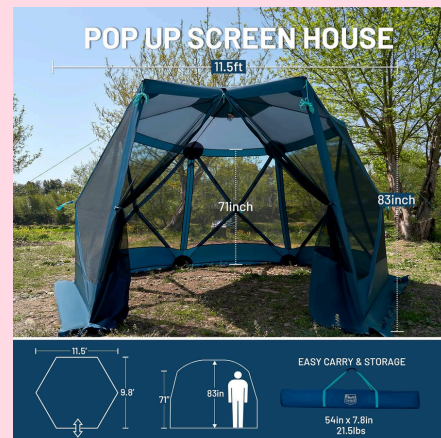 POP UP SCREEN HOUSE
11.5ft
71inch
83inch
11.5'
9.8'
71"
83in
EASY CARRY & STORAGE
54in x 7.8in
21.5lbs